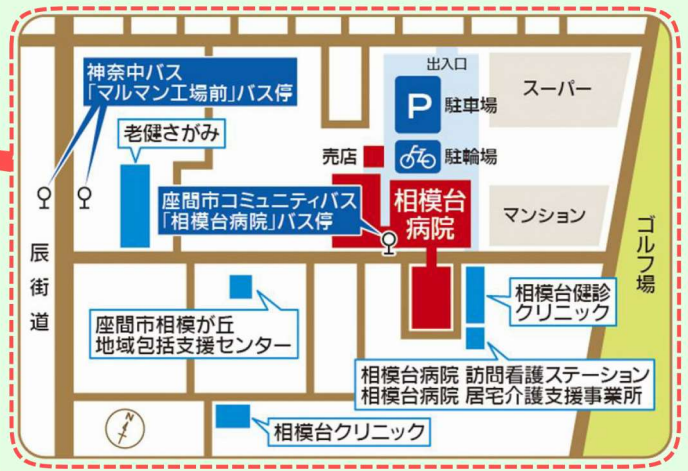 出入口
神奈中バス
「マルマン工場前」バス停
P
駐車場
スーパー
老健さがみ
売店
駐輪場
座間市コミュニティバス
「相模台病院」バス停
相模台
病院
マンション
ゴルフ場
辰街道
相模台健診
クリニック
座間市相模が丘
地域包括支援センター
相模台病院 訪問看護ステーション
相模台病院 居宅介護支援事業所
N
相模台クリニック